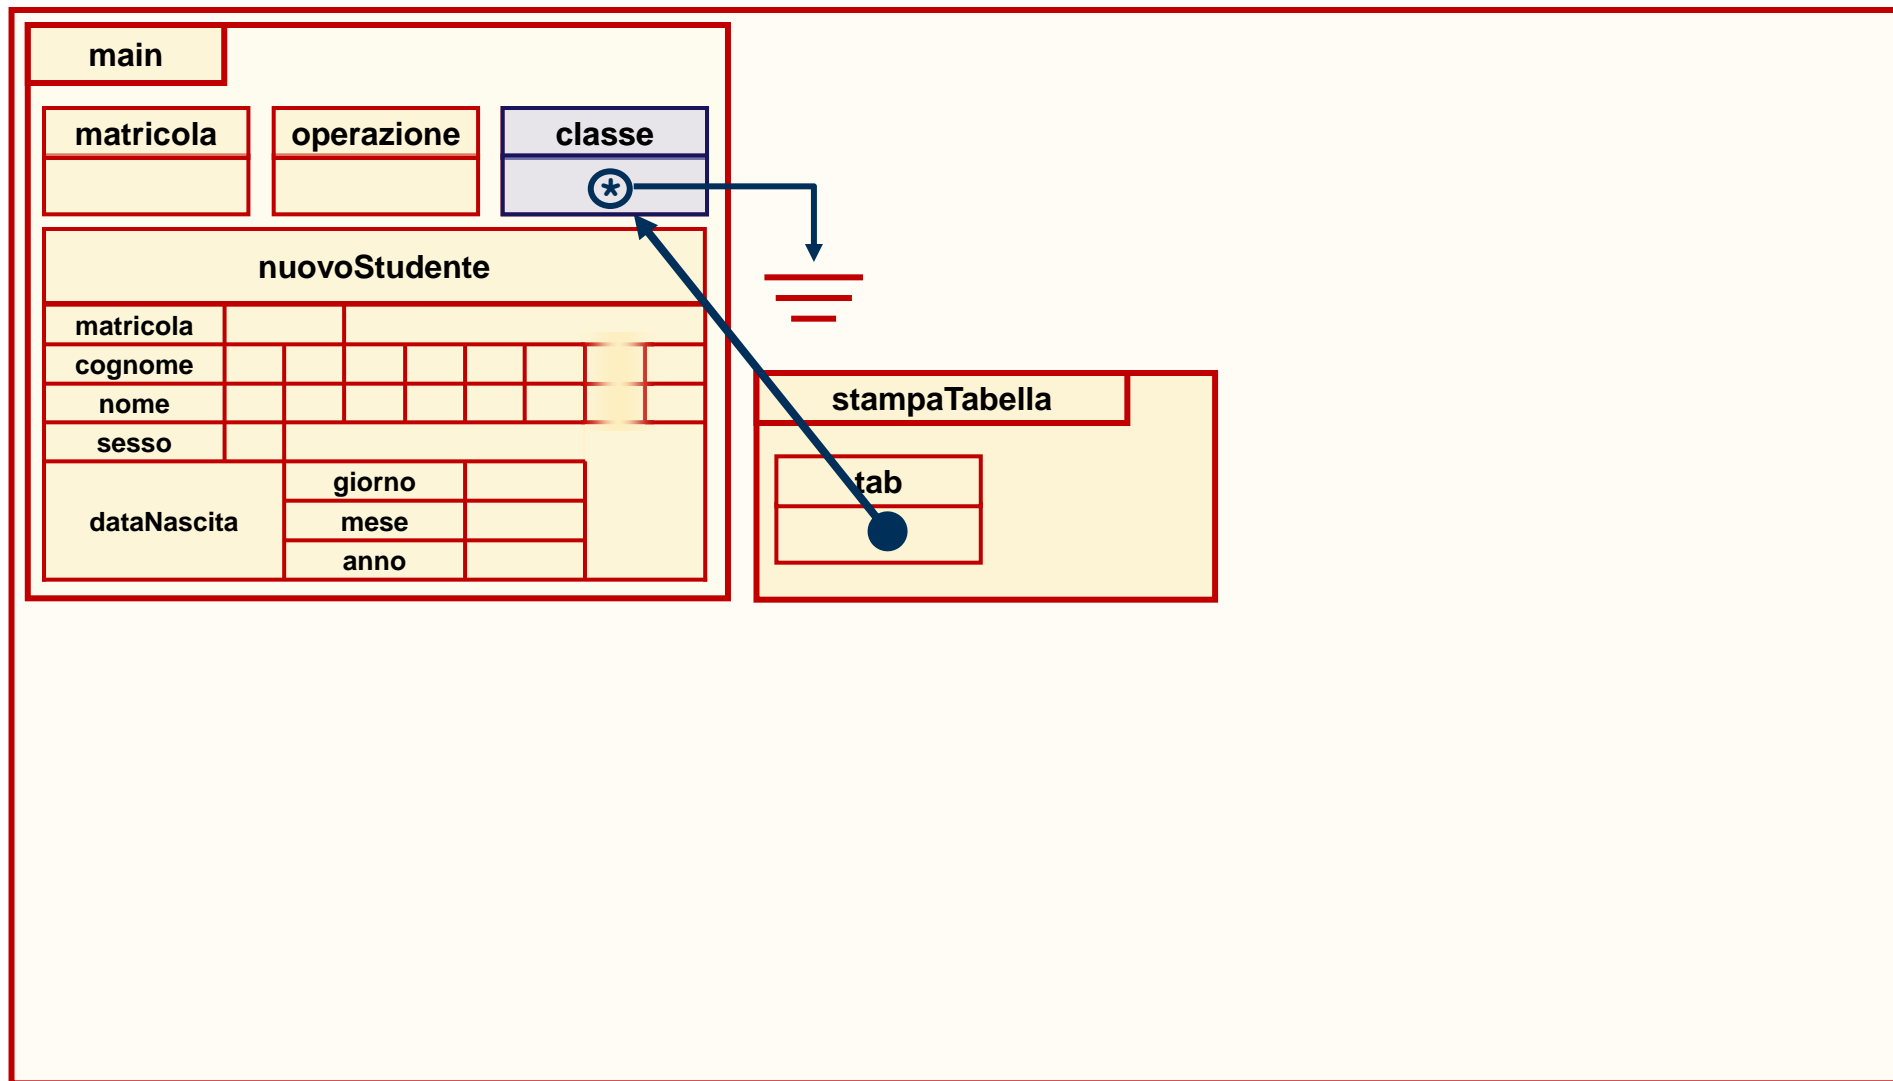 main
matricola
operazione
classe
*
nuovoStudente
matricola
cognome
nome
sesso
dataNascita
giorno
mese
anno
stampaTabella
tab